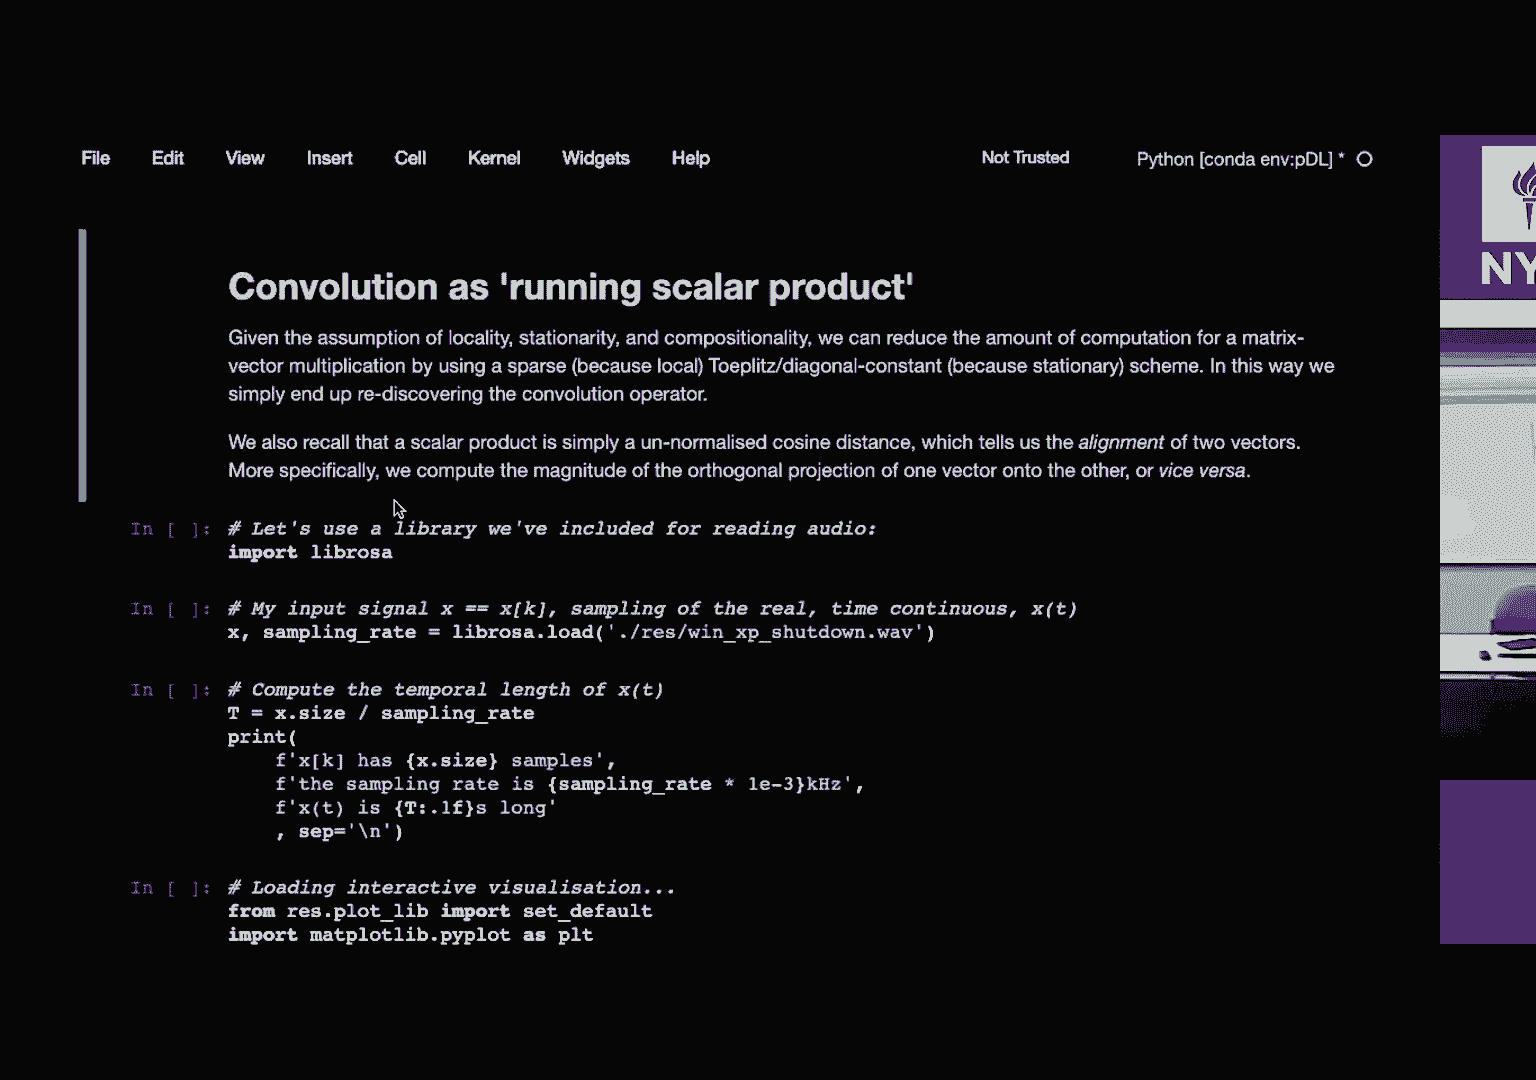 File Edit View Insert Cell Kernel Widgets Help Not Trusted Python [conda env:pDL] *
NY
Convolution as 'running scalar product'
Given the assumption of locality, stationarity, and compositionality, we can reduce the amount of computation for a matrix-
vector multiplication by using a sparse (because local) Toeplitz/diagonal-constant (because stationary) scheme. In this way we
simply end up re-discovering the convolution operator.
We also recall that a scalar product is simply a un-normalised cosine distance, which tells us the alignment of two vectors.
More specifically, we compute the magnitude of the orthogonal projection of one vector onto the other, or vice versa.
In [ ]: # Let's use a library we've included for reading audio:
import librosa
In [ ]: # My input signal x == x[k], sampling of the real, time continuous, x(t)
x, sampling_rate = librosa.load('./res/win_xp_shutdown.wav')
In [ ]: # Compute the temporal length of x(t)
T = x.size / sampling_rate
print(
f'x[k] has {x.size} samples',
f'the sampling rate is {sampling_rate * 1e-3}kHz',
f'x(t) is {T:.1f}s long'
, sep='\n')
In [ ]: # Loading interactive visualisation...
from res.plot_lib import set_default
import matplotlib.pyplot as plt